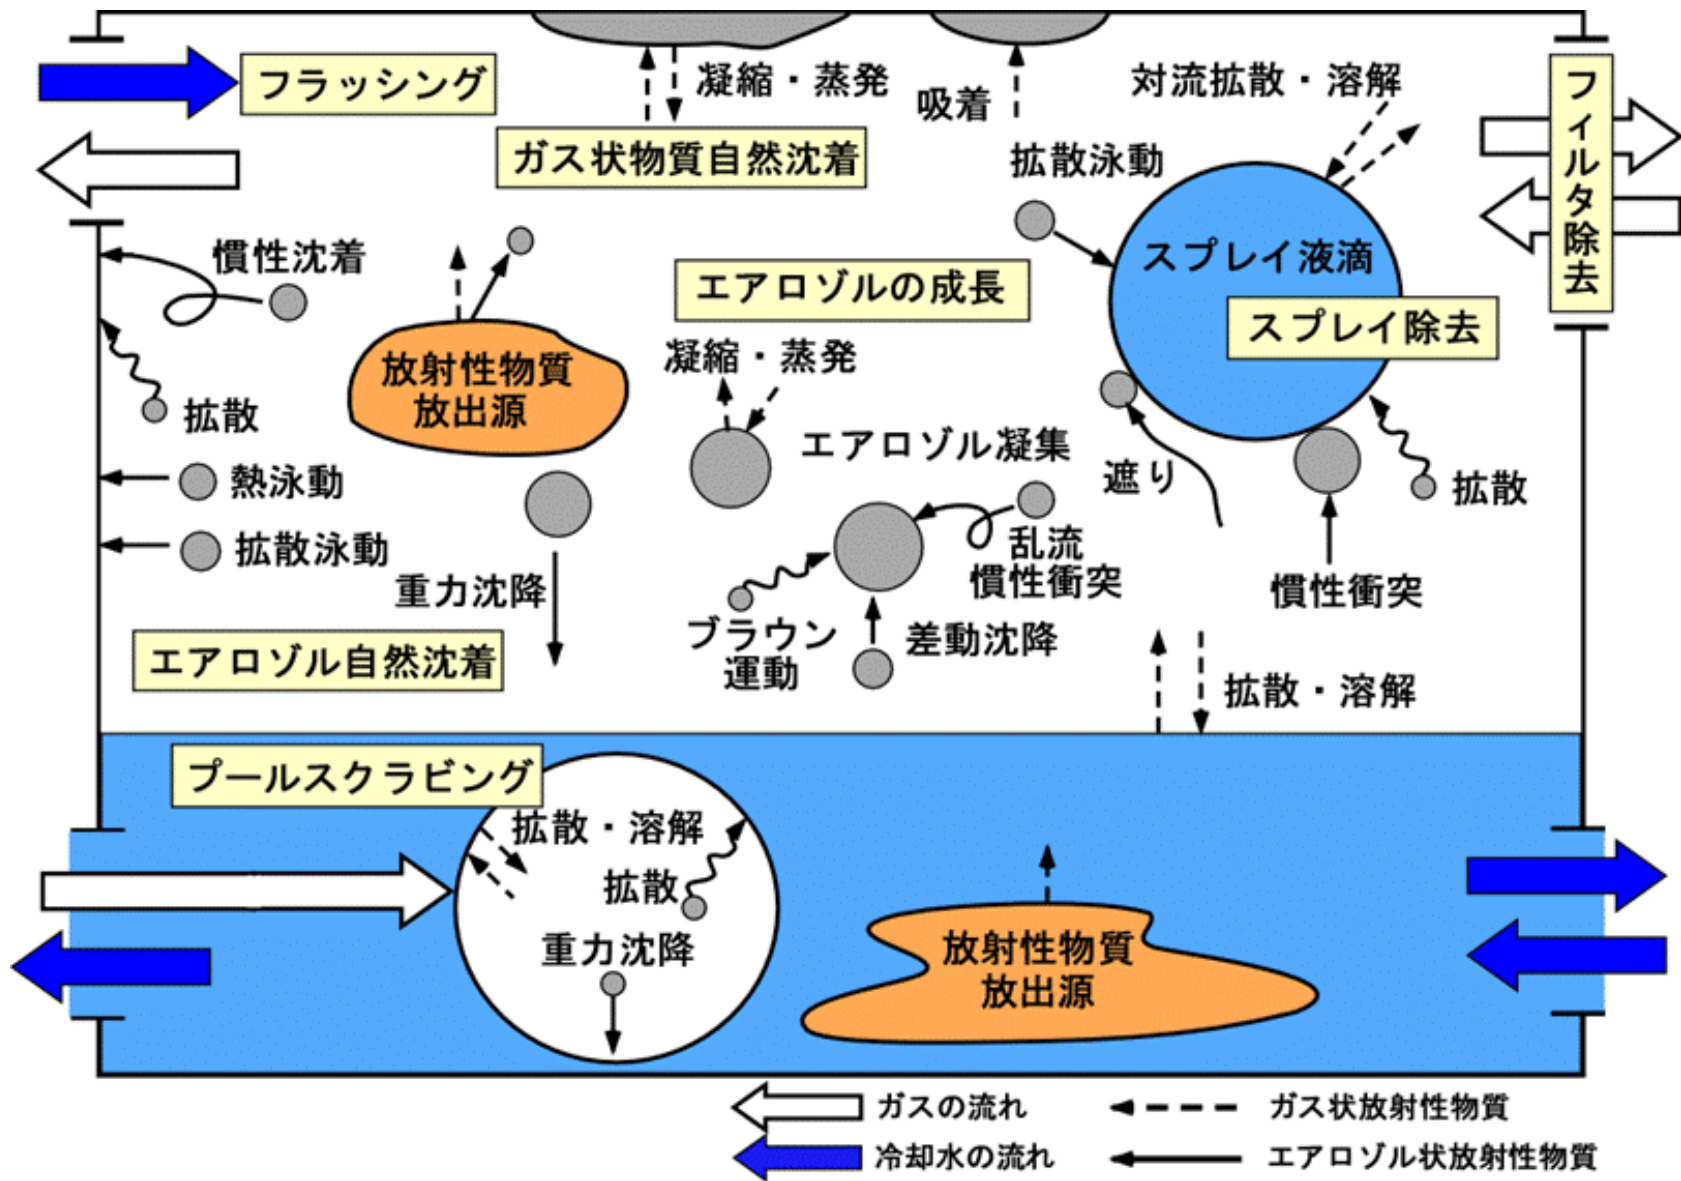 フラッシング
凝縮・蒸発
吸着
対流拡散・溶解
フィルタ除去
ガス状物質自然沈着
拡散泳動
慣性沈着
スプレイ液滴
エアロゾルの成長
スプレイ除去
放射性物質
放出源
凝縮・蒸発
拡散
エアロゾル凝集
遮り
拡散
熱泳動
拡散泳動
乱流
慣性衝突
重力沈降
慣性衝突
ブラウン
運動
差動沈降
エアロゾル自然沈着
拡散・溶解
プールスクラビング
拡散・溶解
拡散
重力沈降
放射性物質
放出源
ガスの流れ
ガス状放射性物質
冷却水の流れ
エアロゾル状放射性物質